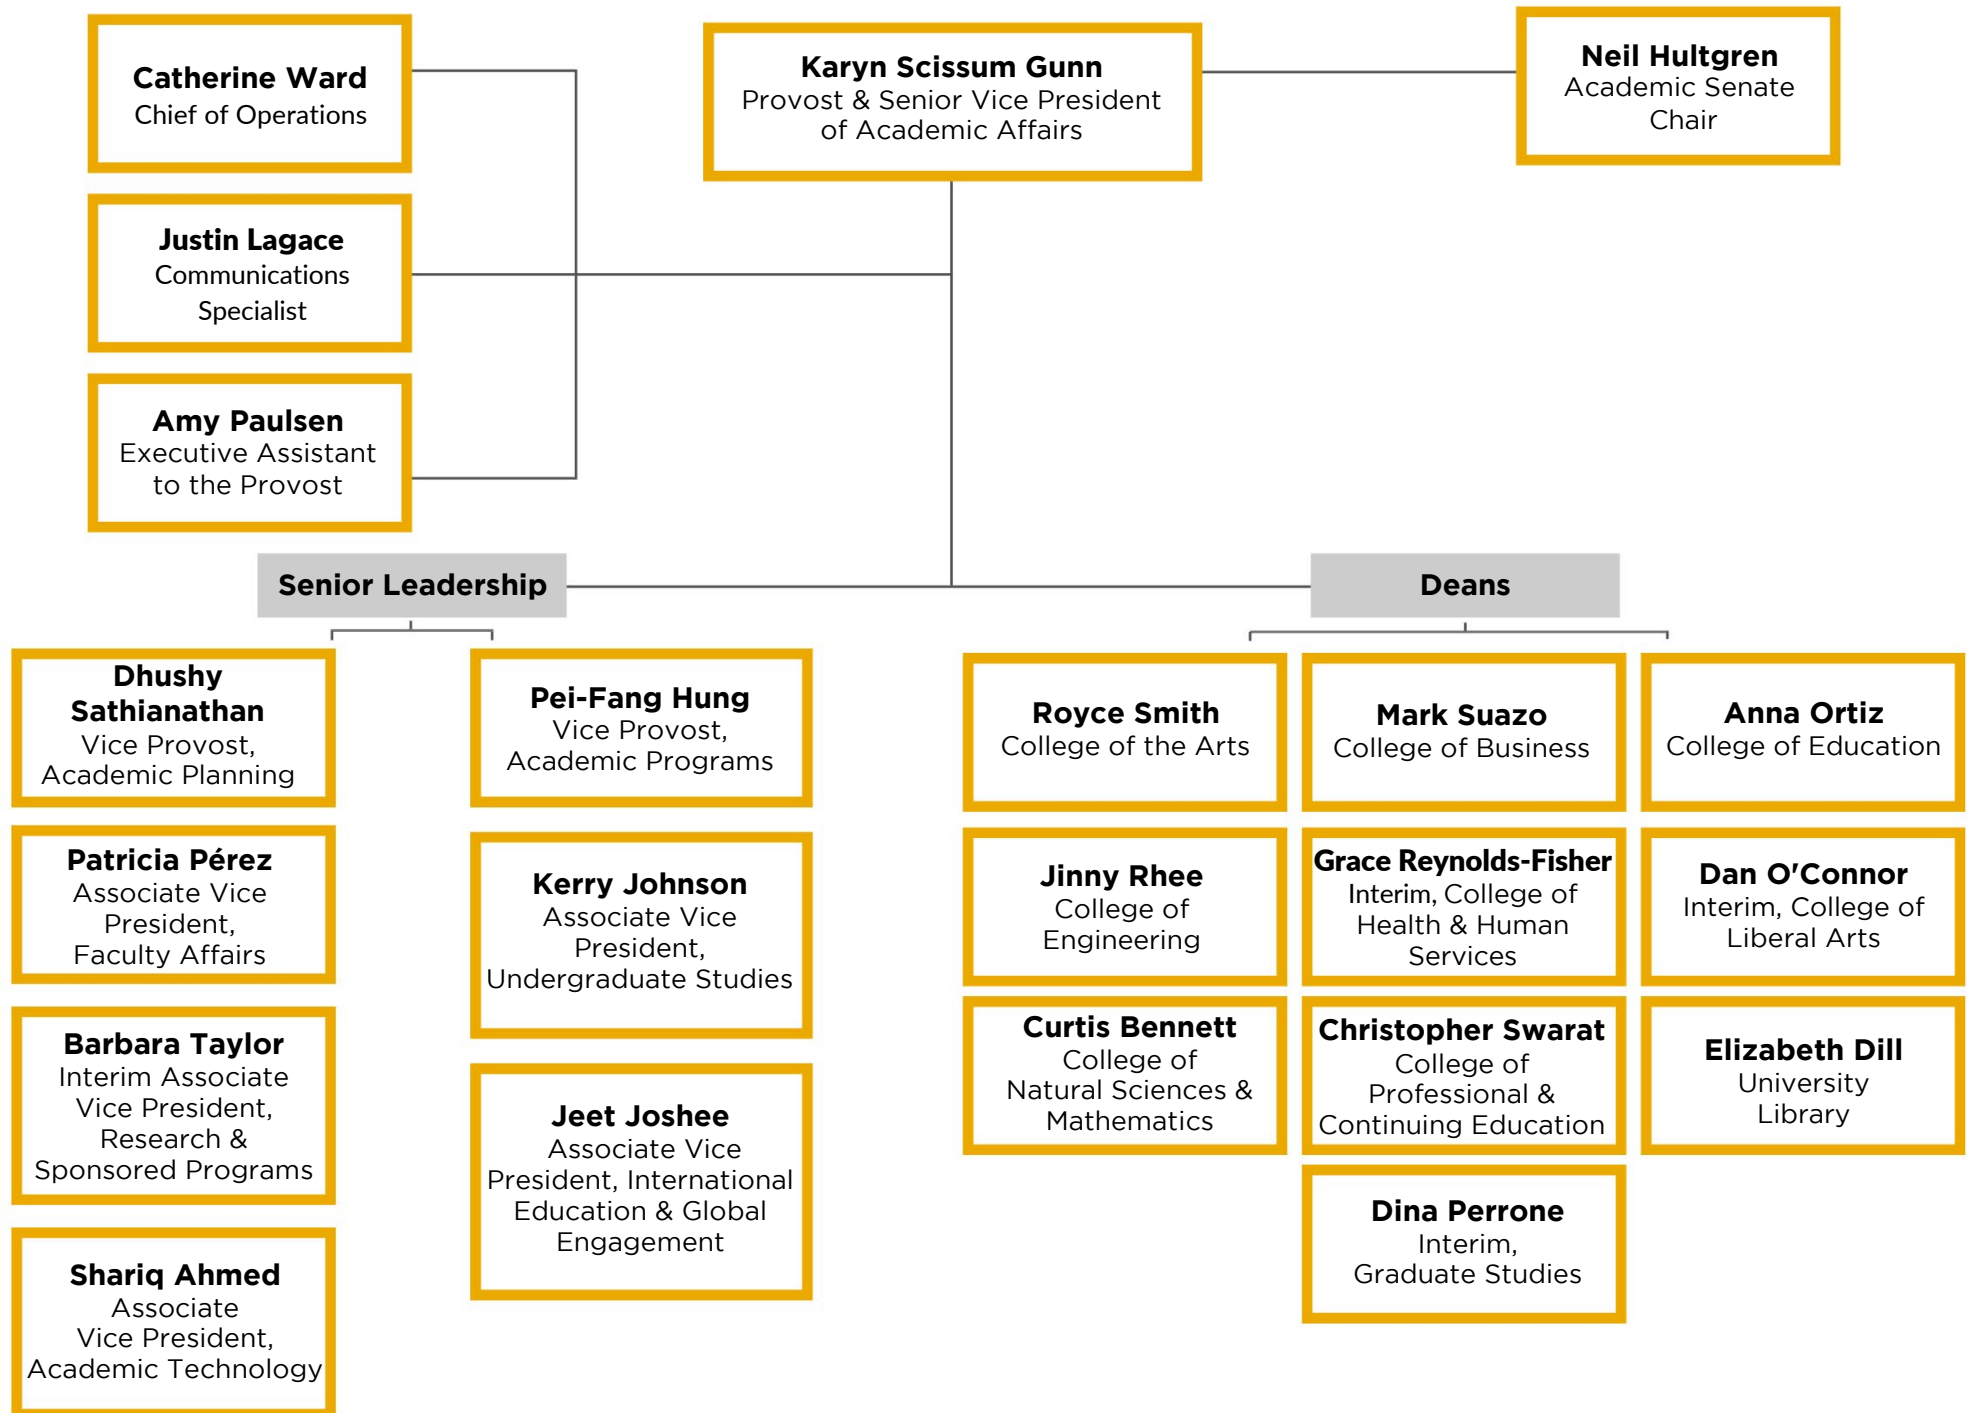 Catherine Ward
Chief of Operations
Karyn Scissum Gunn
Provost & Senior Vice President
of Academic Affairs
Neil Hultgren
Academic Senate
Chair
Justin Lagace
Communications
Specialist
Amy Paulsen
Executive Assistant
to the Provost
Senior Leadership
Dhushy
Sathianathan
Vice Provost,
Academic Planning
Pei-Fang Hung
Vice Provost,
Academic Programs
Patricia Pérez
Associate Vice
President,
Faculty Affairs
Kerry Johnson
Associate Vice
President,
Undergraduate Studies
Barbara Taylor
Interim Associate
Vice President,
Research &
Sponsored Programs
Jeet Joshee
Associate Vice
President, International
Education & Global
Engagement
Shariq Ahmed
Associate
Vice President,
Academic Technology
Deans
Royce Smith
College of the Arts
Mark Suazo
College of Business
Anna Ortiz
College of Education
Jinny Rhee
College of
Engineering
Grace Reynolds-Fisher
Interim, College of
Health & Human
Services
Dan O'Connor
Interim, College of
Liberal Arts
Curtis Bennett
College of
Natural Sciences &
Mathematics
Christopher Swarat
College of
Professional &
Continuing Education
Elizabeth Dill
University
Library
Dina Perrone
Interim,
Graduate Studies